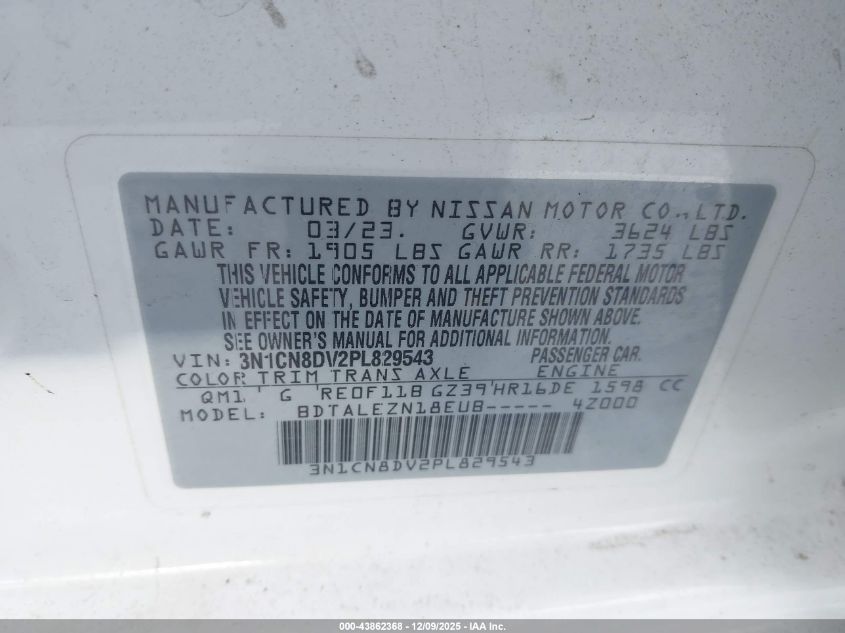 MANUFACTURED BY NISSAN MOTOR CO., LTD.
DATE: 03/23. GVWR: 3624 LBS
GAWR FR: 1905 LBS GAWR RR: 1735 LBS
THIS VEHICLE CONFORMS TO ALL APPLICABLE FEDERAL MOTOR
VEHICLE SAFETY, BUMPER AND THEFT PREVENTION STANDARDS
IN EFFECT ON THE DATE OF MANUFACTURE SHOWN ABOVE.
SEE OWNER'S MANUAL FOR ADDITIONAL INFORMATION.
VIN: 3N1CN8DV2PL829543 PASSENGER CAR.
COLOR TRIM TRANS AXLE ENGINE
QM1 G RE0F11B GZ39 HR16DE 1598 CC
MODEL: BDTALEZN18EUB----- 4Z000
3N1CN8DV2PL829543
000-43862368 - 12/09/2025 - IAA Inc.